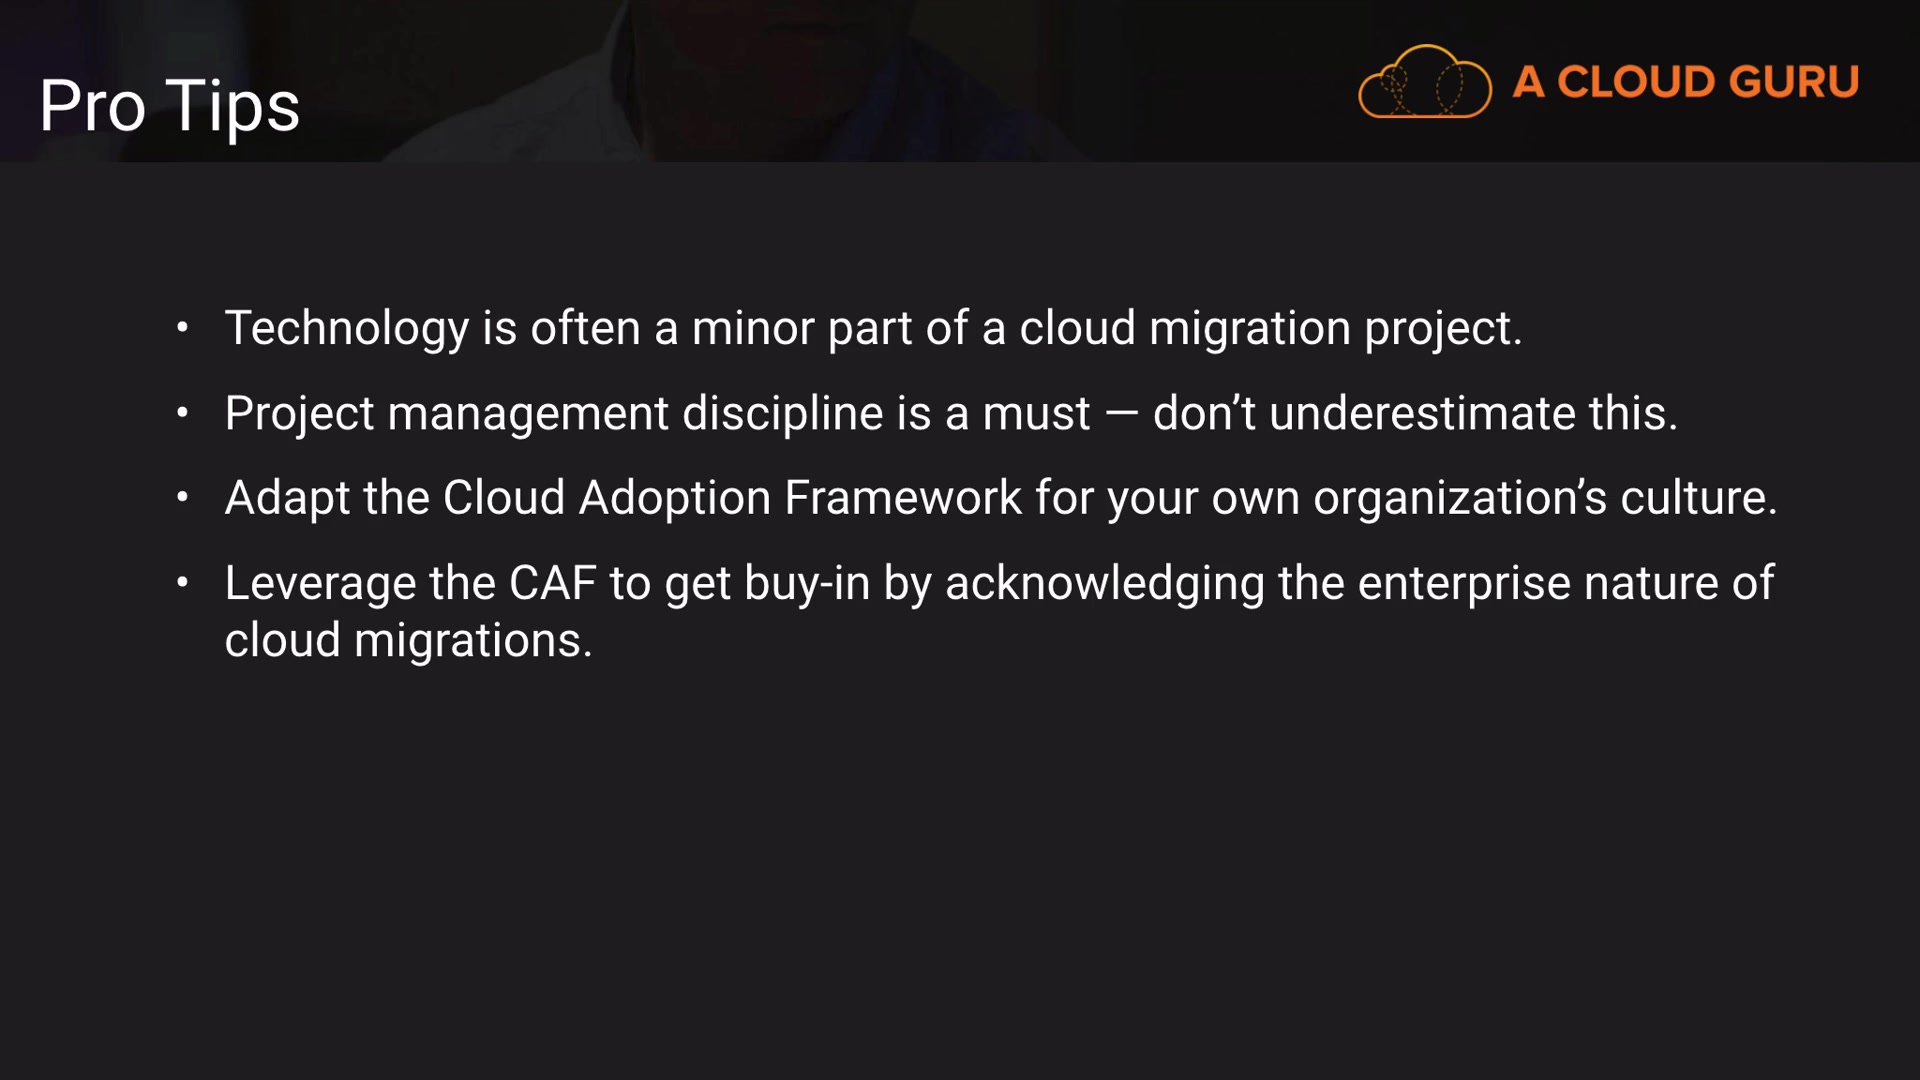 Pro Tips
A CLOUD GURU
• Technology is often a minor part of a cloud migration project.
• Project management discipline is a must — don’t underestimate this.
• Adapt the Cloud Adoption Framework for your own organization’s culture.
• Leverage the CAF to get buy-in by acknowledging the enterprise nature of
cloud migrations.